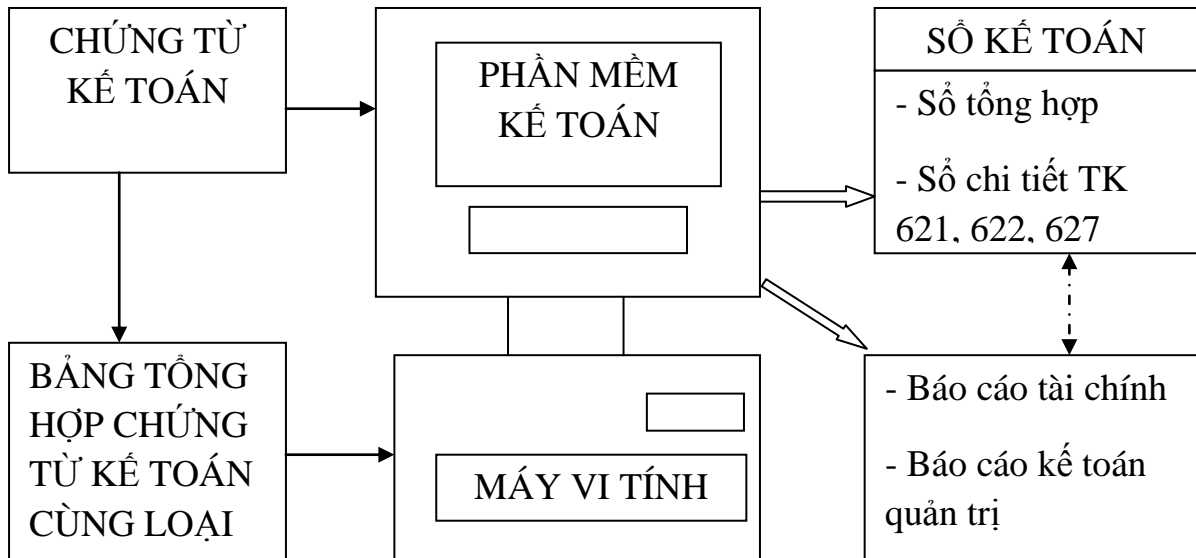 CHỨNG TỪ
KẾ TOÁN
PHẦN MỀM
KẾ TOÁN
SỔ KẾ TOÁN
- Sổ tổng hợp
- Sổ chi tiết TK
621, 622, 627
BẢNG TỔNG
HỢP CHỨNG
TỪ KẾ TOÁN
CÙNG LOẠI
MÁY VI TÍNH
- Báo cáo tài chính
- Báo cáo kế toán
quản trị